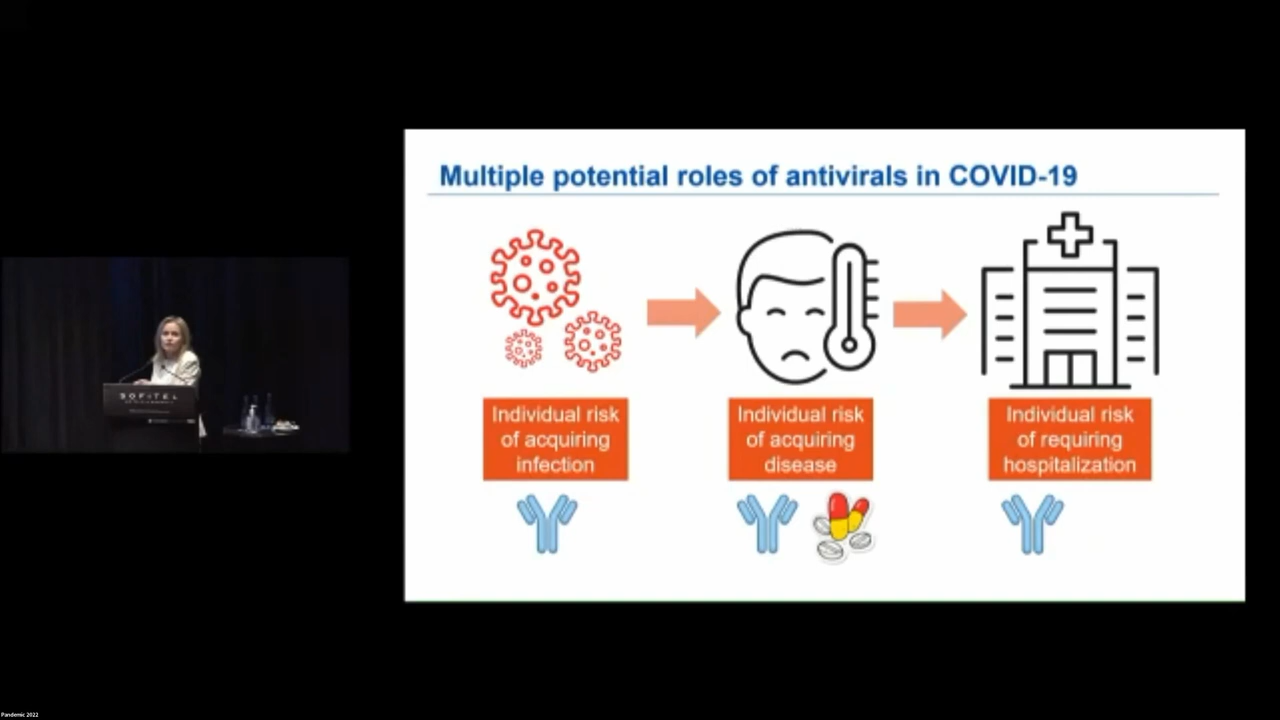 Multiple potential roles of antivirals in COVID-19
Individual risk
of acquiring
infection
Individual risk
of acquiring
disease
Individual risk
of requiring
hospitalization
SOFITEL
Pandemic 2022